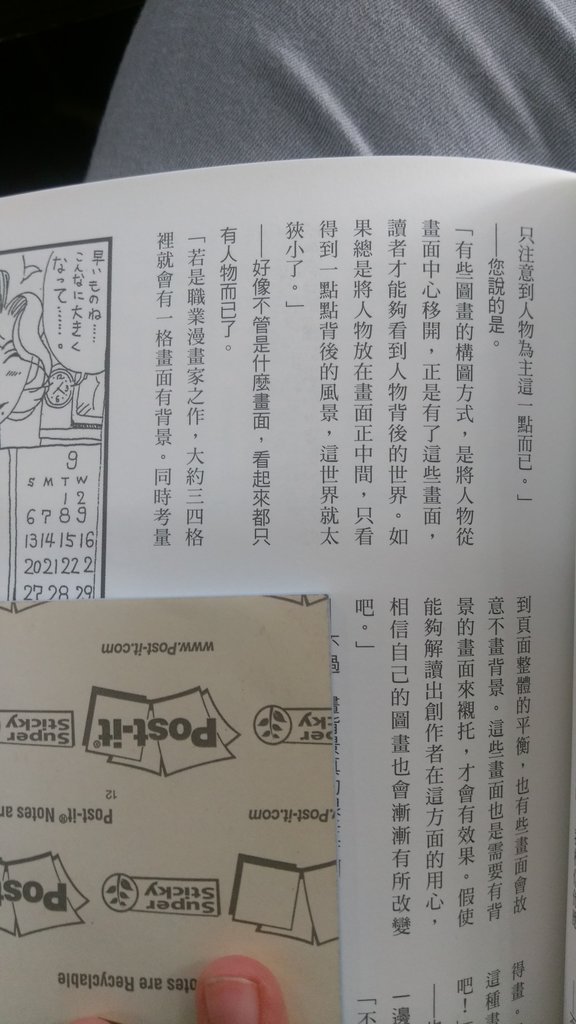 只注意到人物為主這一點而已。」
──您說的是。
「有些圖畫的構圖方式，是將人物從
畫面中心移開，正是有了這些畫面，
讀者才能夠看到人物背後的世界。如
果總是將人物放在畫面正中間，只看
得到一點點背後的風景，這世界就太
狹小了。」
──好像不管是什麼畫面，看起來都只
有人物而已了。
「若是職業漫畫家之作，大約三四格
裡就會有一格畫面有背景。同時考量
到頁面整體的平衡，也有些畫面會故
意不畫背景。這些畫面也是需要有背
景的畫面來襯托，才會有效果。假使
能夠解讀出創作者在這方面的用心，
相信自己的圖畫也會漸漸有所改變
吧。」
得畫。
這種畫
吧！
一邊
「不
早いものね……
こんなに大きく
なって……。
9
S M T W
1 2
6 7 8 9
13 14 15 16
20 21 22 2
27 28 29
www.Post-it.com
Super Sticky
Post-it®
Super Sticky
12
Post-it® Notes are
.Post-it.com
Post-it
Super Sticky
otes are Recyclable